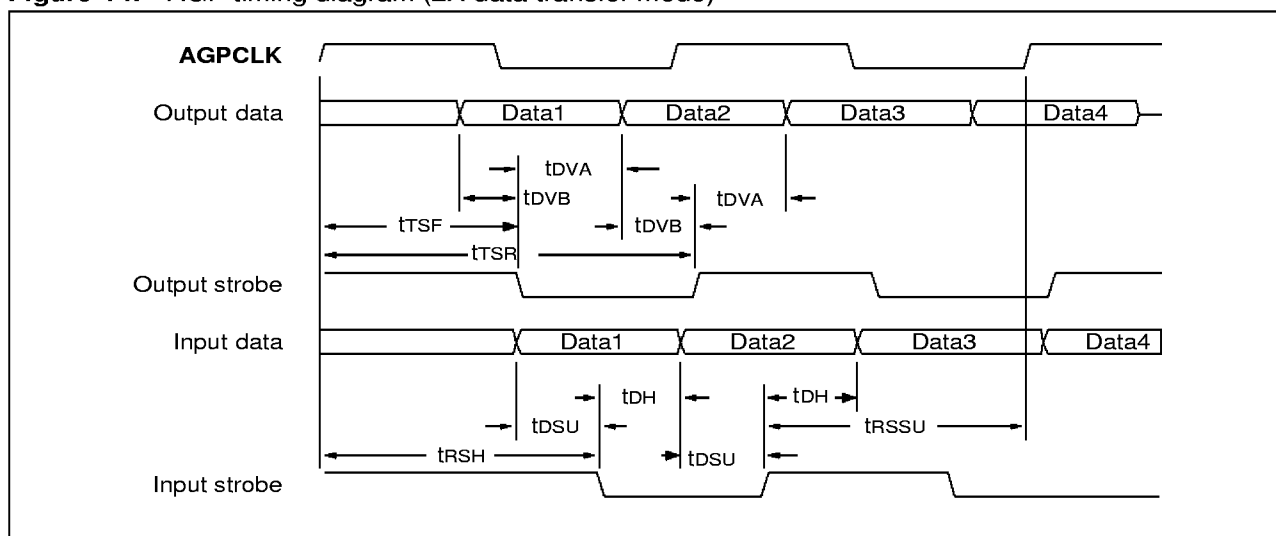 AGPCLK
Output data Data1 Data2 Data3 Data4
tDVA
tDVB tDVA
tTSF tDVB
tTSR
Output strobe
Input data Data1 Data2 Data3 Data4
tDH tDH
tDSU tRSSU
tRSH tDSU
Input strobe